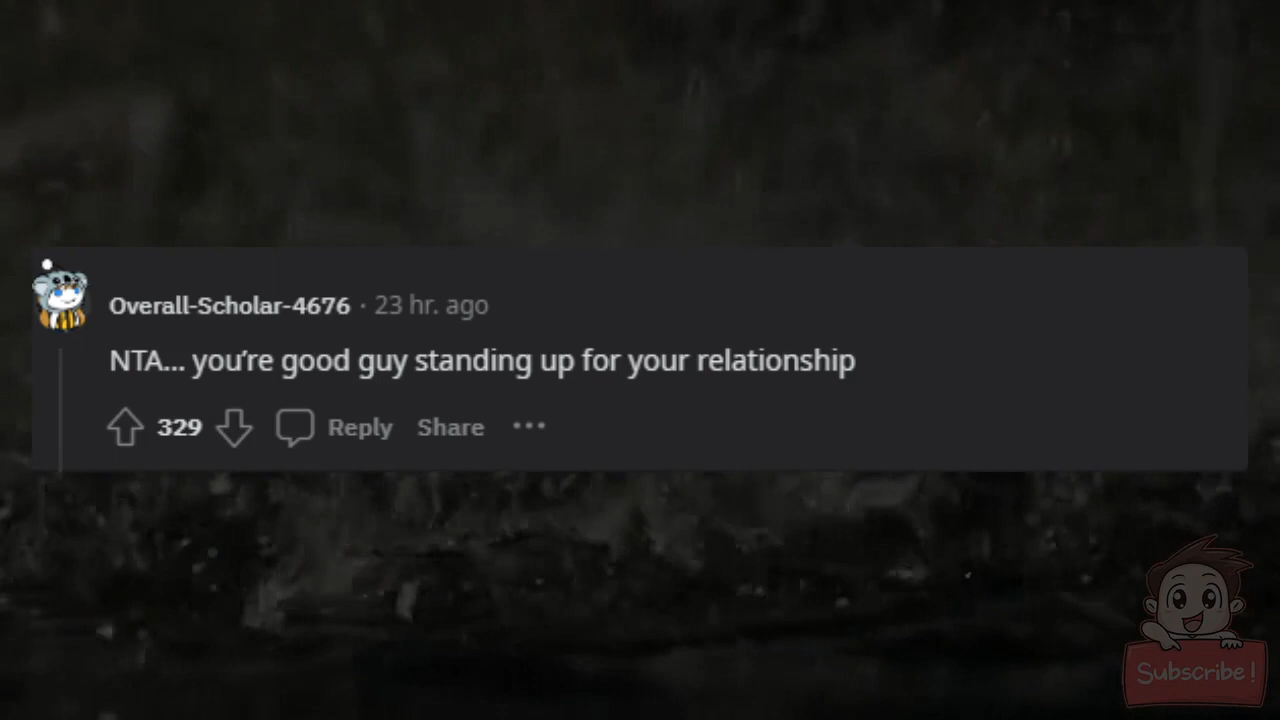 Overall-Scholar-4676 · 23 hr. ago
NTA... you’re good guy standing up for your relationship
329 Reply Share ···
Subscribe!